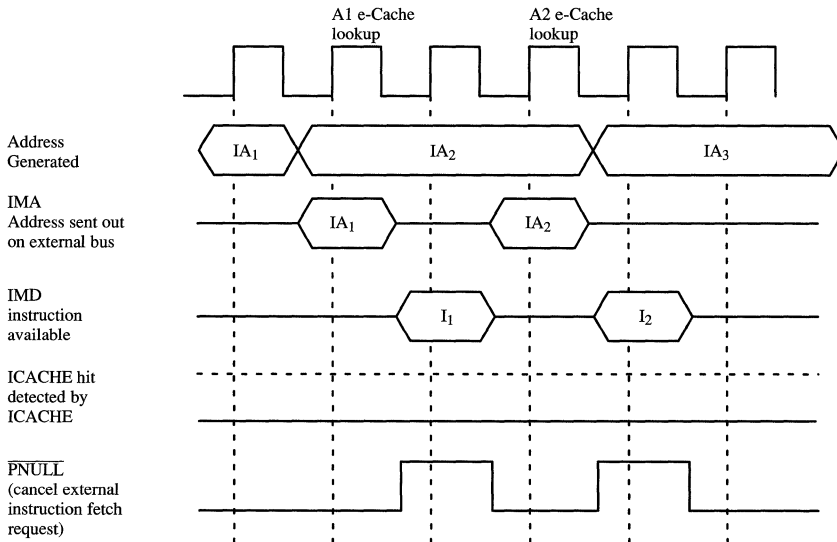 A1 e-Cache
lookup
A2 e-Cache
lookup
Address
Generated
IA₁
IA₂
IA₃
IMA
Address sent out
on external bus
IA₁
IA₂
IMD
instruction
available
I₁
I₂
ICACHE hit
detected by
ICACHE
PNULL
(cancel external
instruction fetch
request)